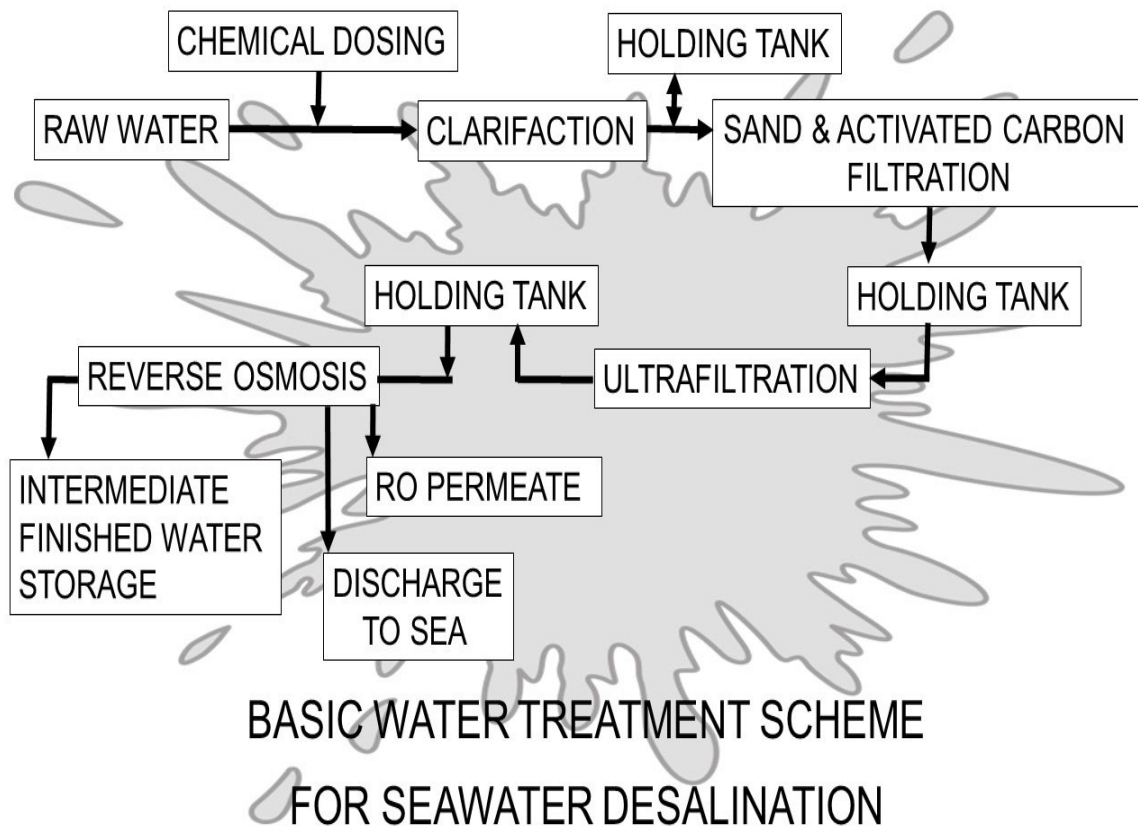 CHEMICAL DOSING
HOLDING TANK
RAW WATER
CLARIFACTION
SAND & ACTIVATED CARBON
FILTRATION
HOLDING TANK
HOLDING TANK
ULTRAFILTRATION
REVERSE OSMOSIS
INTERMEDIATE
FINISHED WATER
STORAGE
RO PERMEATE
DISCHARGE
TO SEA
BASIC WATER TREATMENT SCHEME
FOR SEAWATER DESALINATION